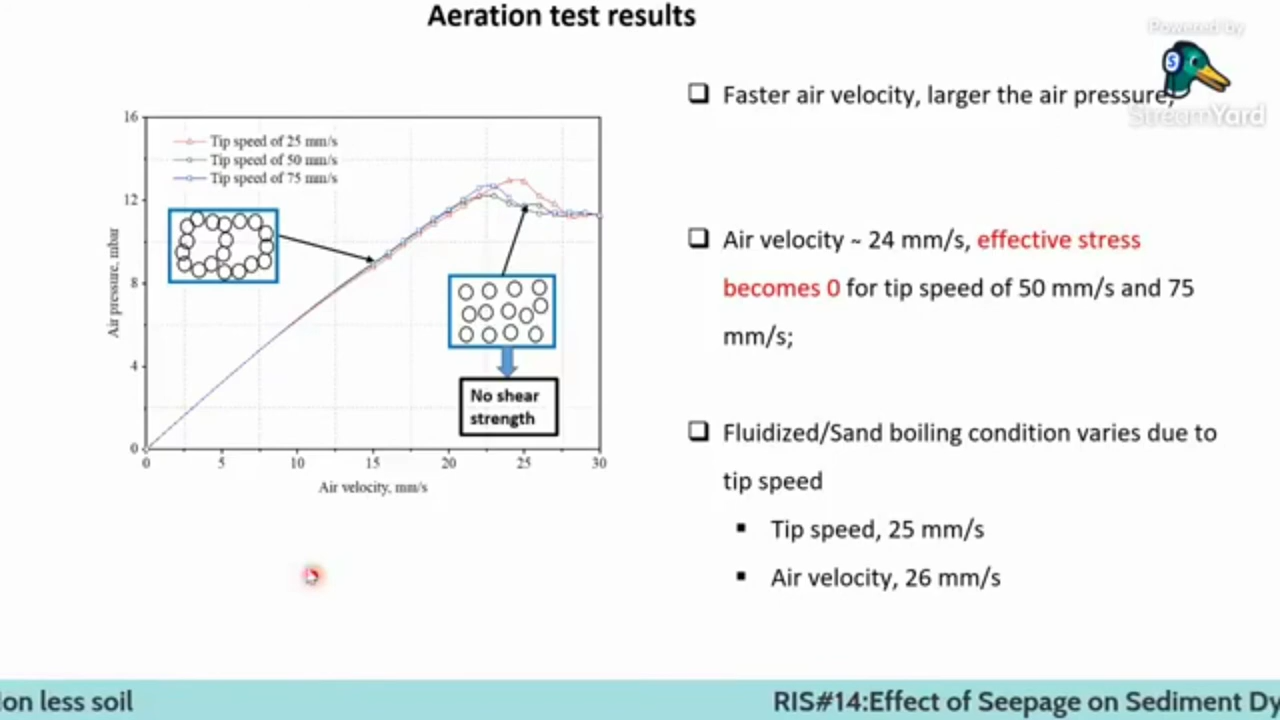 Aeration test results
Powered by
StreamYard
Faster air velocity, larger the air pressure;
Air velocity ~ 24 mm/s, effective stress
becomes 0 for tip speed of 50 mm/s and 75
mm/s;
Fluidized/Sand boiling condition varies due to
tip speed
Tip speed, 25 mm/s
Air velocity, 26 mm/s
16
12
8
4
0
Air pressure, mbar
Tip speed of 25 mm/s
Tip speed of 50 mm/s
Tip speed of 75 mm/s
No shear
strength
0 5 10 15 20 25 30
Air velocity, mm/s
ion less soil
RIS#14:Effect of Seepage on Sediment Dy